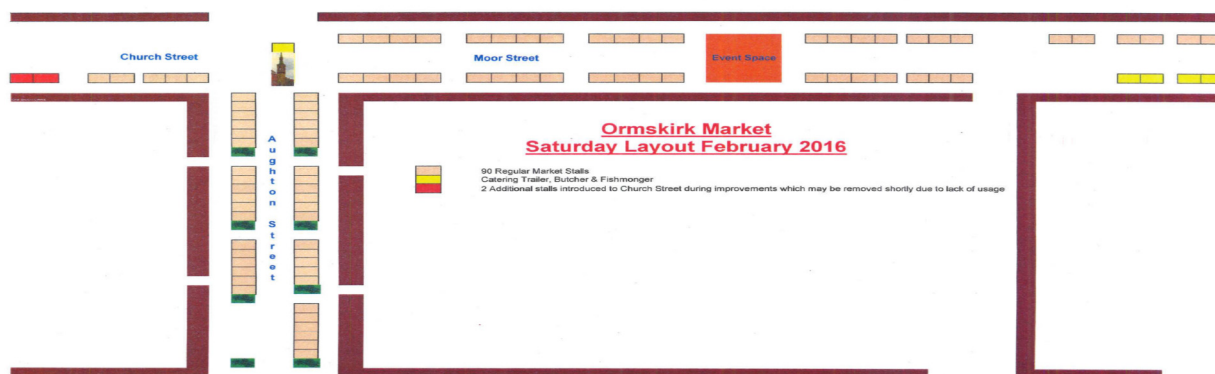 Church Street
Moor Street
Event Space
Aughton Street
Ormskirk Market
Saturday Layout February 2016
90 Regular Market Stalls
Catering Trailer, Butcher & Fishmonger
2 Additional stalls introduced to Church Street during improvements which may be removed shortly due to lack of usage